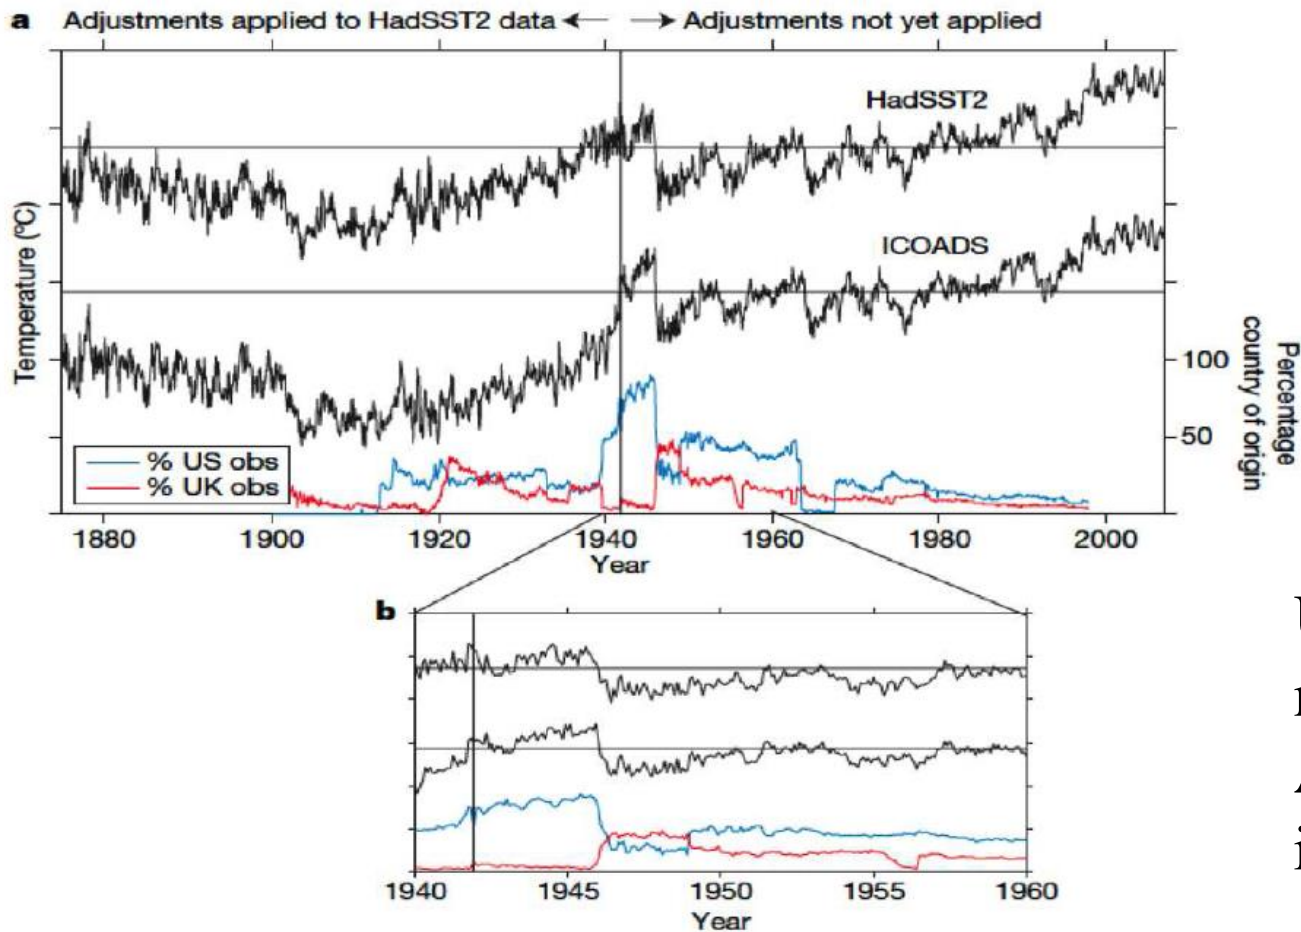 a Adjustments applied to HadSST2 data ← → Adjustments not yet applied
HadSST2
ICOADS
Temperature (ºC)
100
50
Percentage
country of origin
% US obs
% UK obs
1880 1900 1920 1940 1960 1980 2000
Year
b
1940 1945 1950 1955 1960
Year